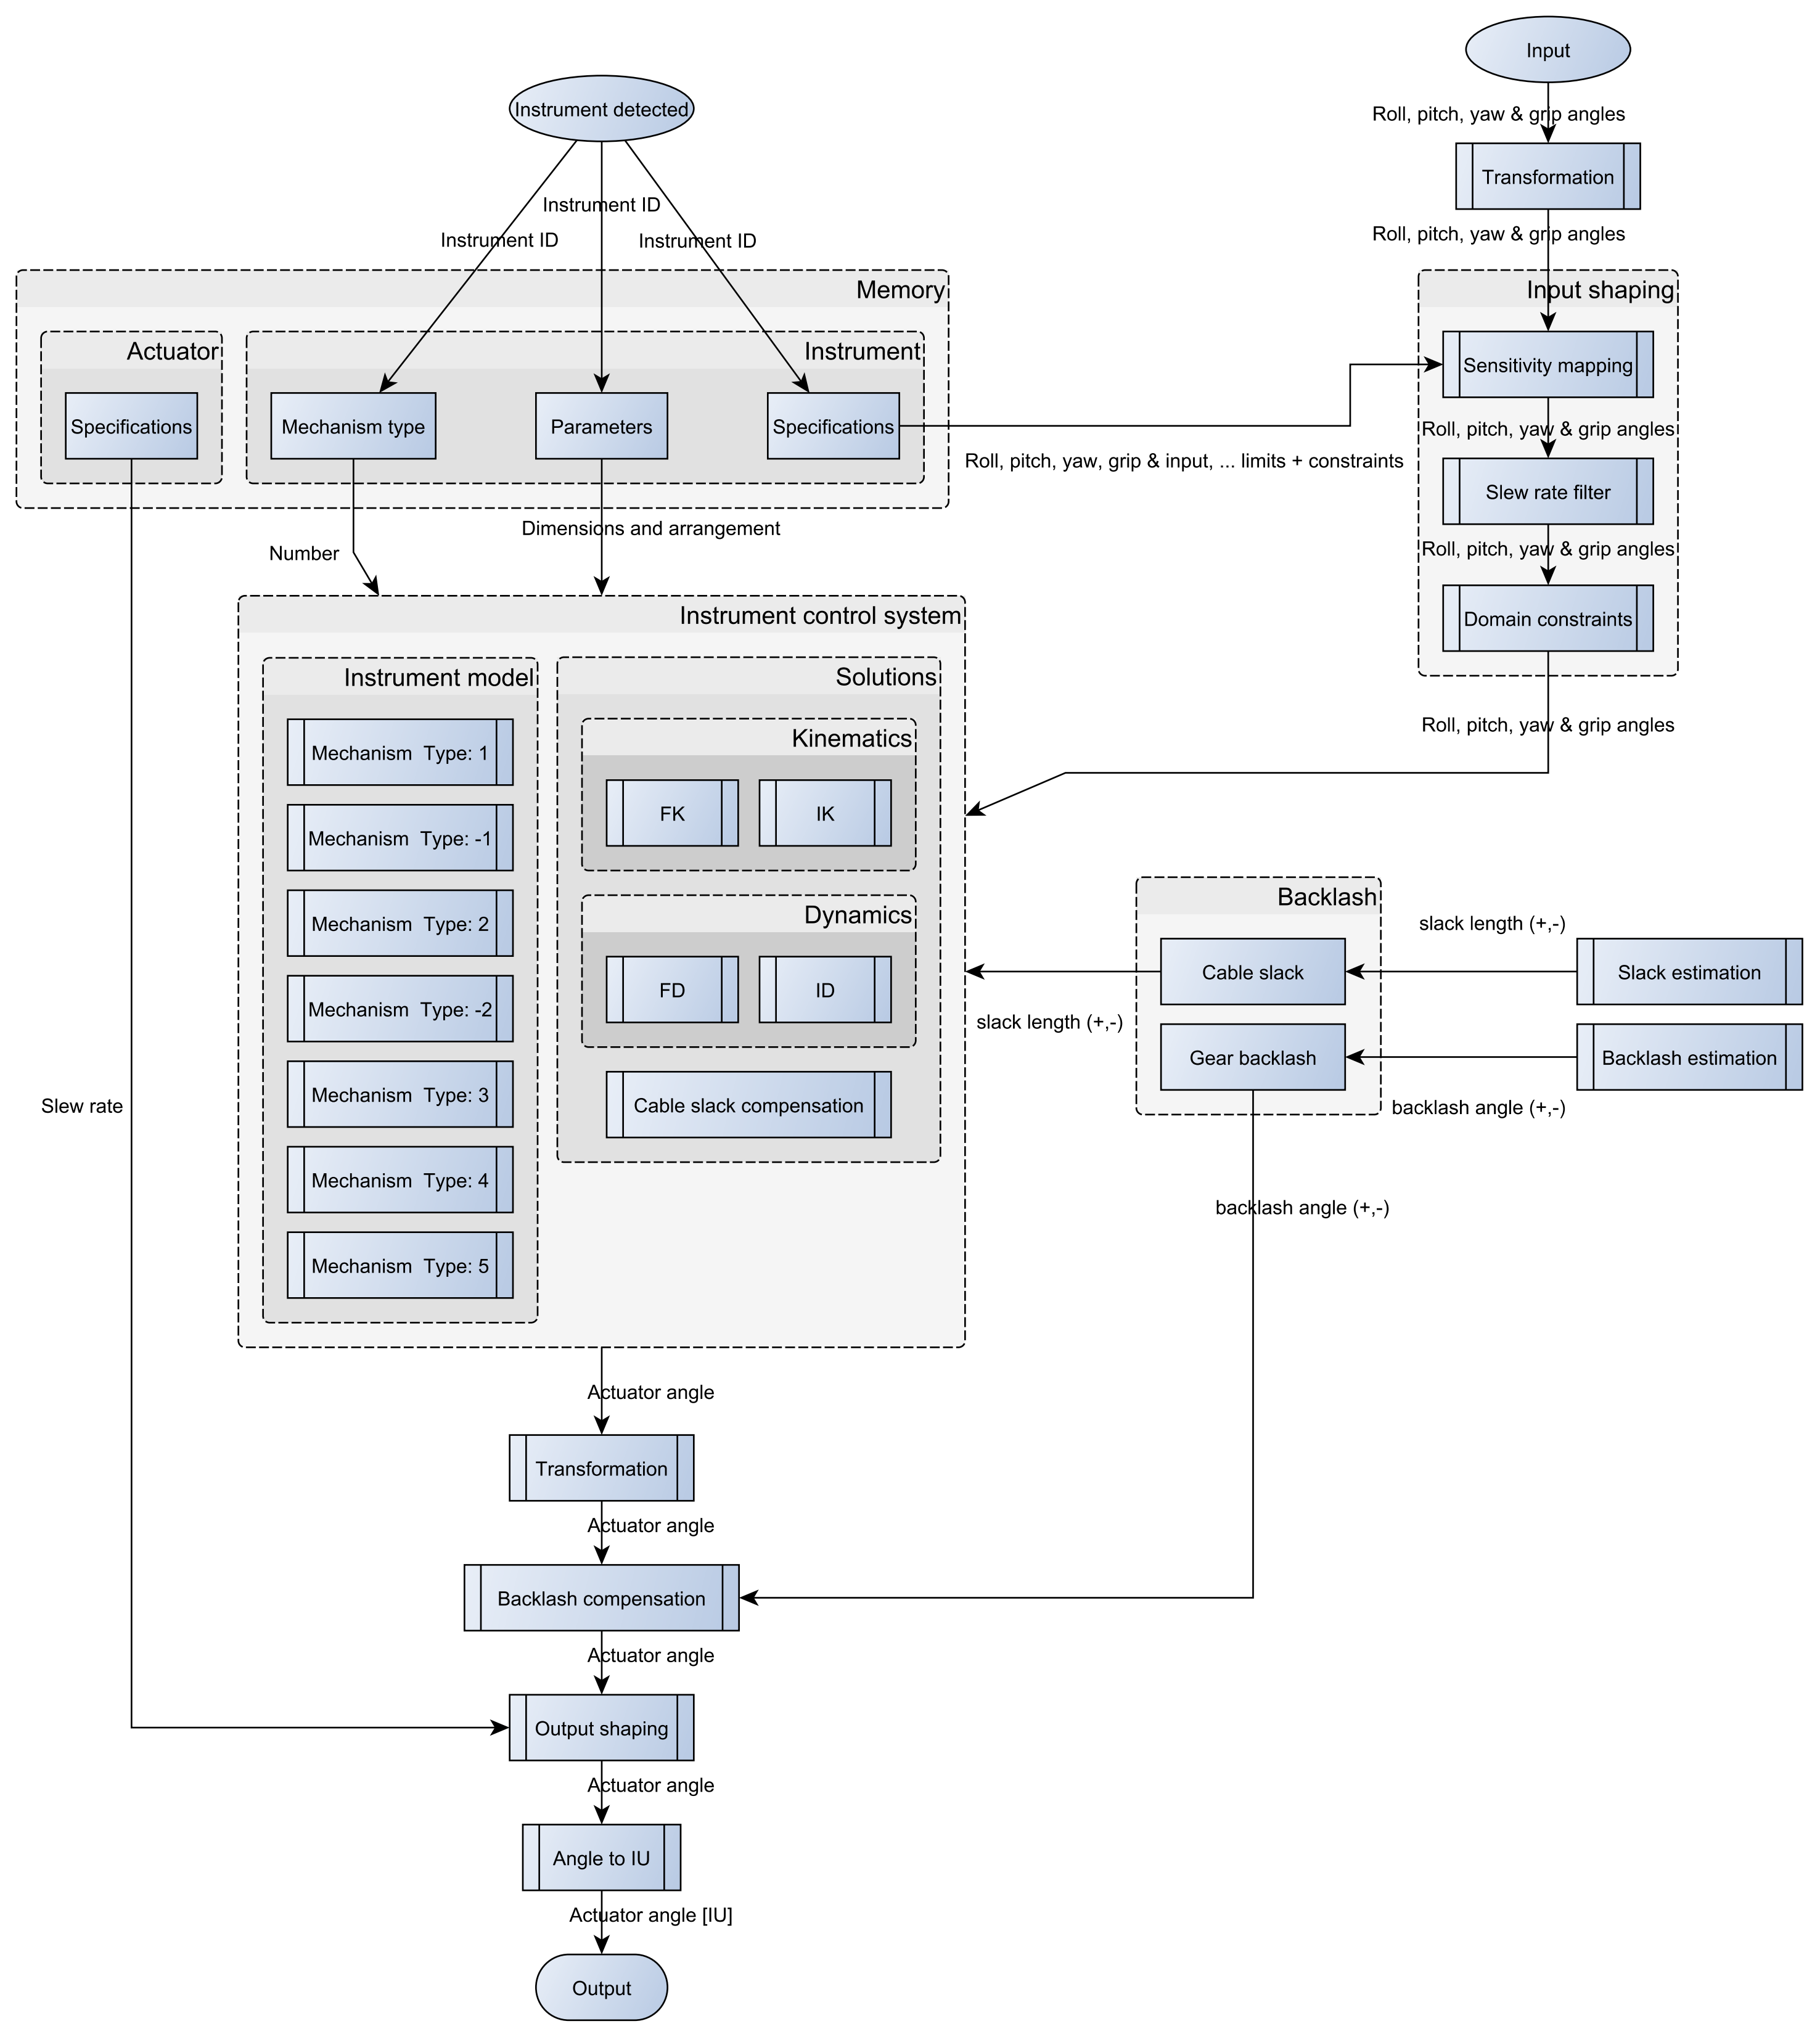 Input
Instrument detected
Roll, pitch, yaw & grip angles
Transformation
Instrument ID
Instrument ID
Instrument ID
Roll, pitch, yaw & grip angles
Memory
Input shaping
Actuator
Instrument
Sensitivity mapping
Specifications
Mechanism type
Parameters
Specifications
Roll, pitch, yaw & grip angles
Roll, pitch, yaw, grip & input, ... limits + constraints
Slew rate filter
Dimensions and arrangement
Number
Roll, pitch, yaw & grip angles
Instrument control system
Domain constraints
Instrument model
Solutions
Roll, pitch, yaw & grip angles
Kinematics
Mechanism Type: 1
FK
IK
Mechanism Type: -1
Backlash
Dynamics
Mechanism Type: 2
slack length (+,-)
FD
ID
Cable slack
Slack estimation
Mechanism Type: -2
slack length (+,-)
Gear backlash
Backlash estimation
Mechanism Type: 3
Cable slack compensation
Slew rate
backlash angle (+,-)
Mechanism Type: 4
backlash angle (+,-)
Mechanism Type: 5
Actuator angle
Transformation
Actuator angle
Backlash compensation
Actuator angle
Output shaping
Actuator angle
Angle to IU
Actuator angle [IU]
Output